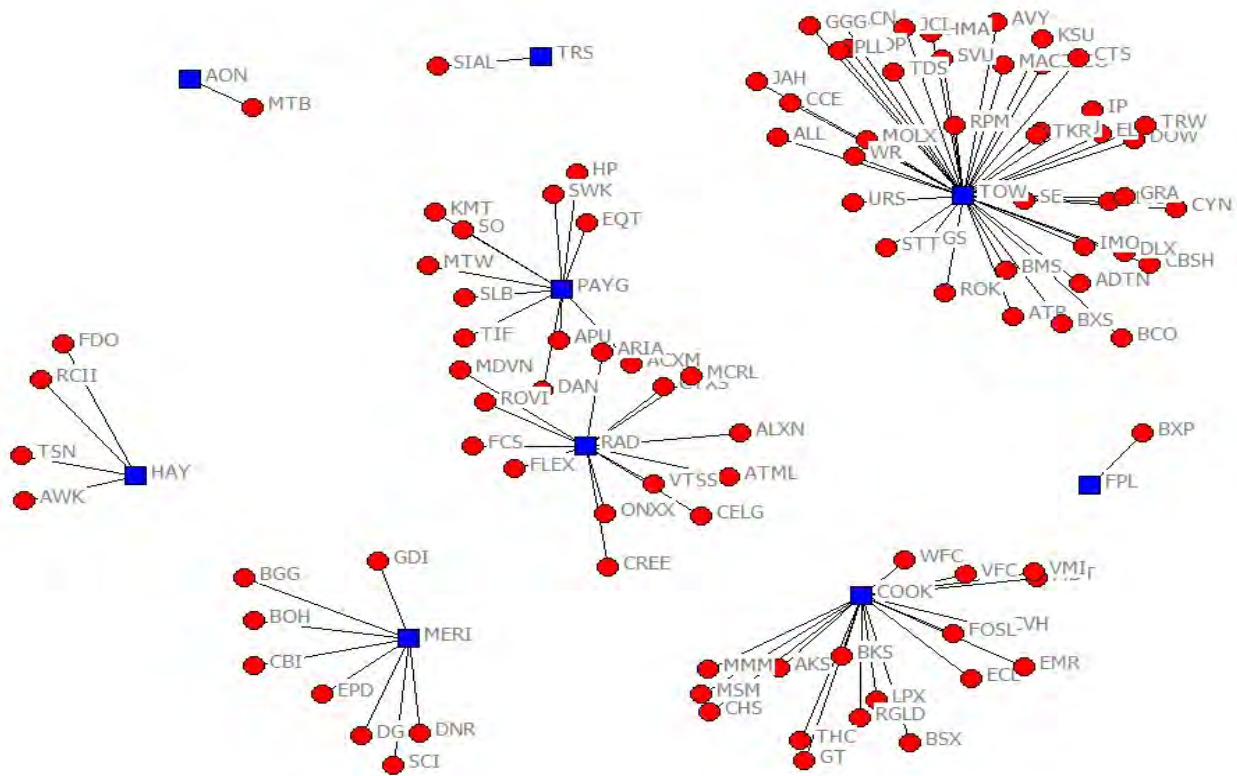 GGG
CN
JCI
HMA
AVY
KSU
PLL
DP
SVU
MAC
CTS
TDS
AON
MTB
SIAL
TRS
JAH
CCE
IP
ALL
MOLX
RPM
TKR
EL
TRW
DOW
WR
HP
SWK
URS
TOW
SE
GRA
CYN
KMT
SO
EQT
STT
GS
IMO
DLX
CBSH
MTW
PAYG
BMS
ADTN
SLB
ROK
ATR
BXS
BCO
TIF
APU
ARIA
ACXM
FDO
RCII
MDVN
DAN
MCRL
ROVI
CTXS
FCS
RAD
ALXN
BXP
TSN
HAY
FLEX
VTSS
ATML
FPL
AWK
ONXX
CELG
CREE
GDI
WFC
VFC
VMI
BGG
COOK
BOH
MERI
FOSL
CVH
CBI
BKS
MMM
AKS
EMR
EPD
ECL
MSM
CHS
LPX
RGLD
DG
DNR
THC
BSX
SCI
GT